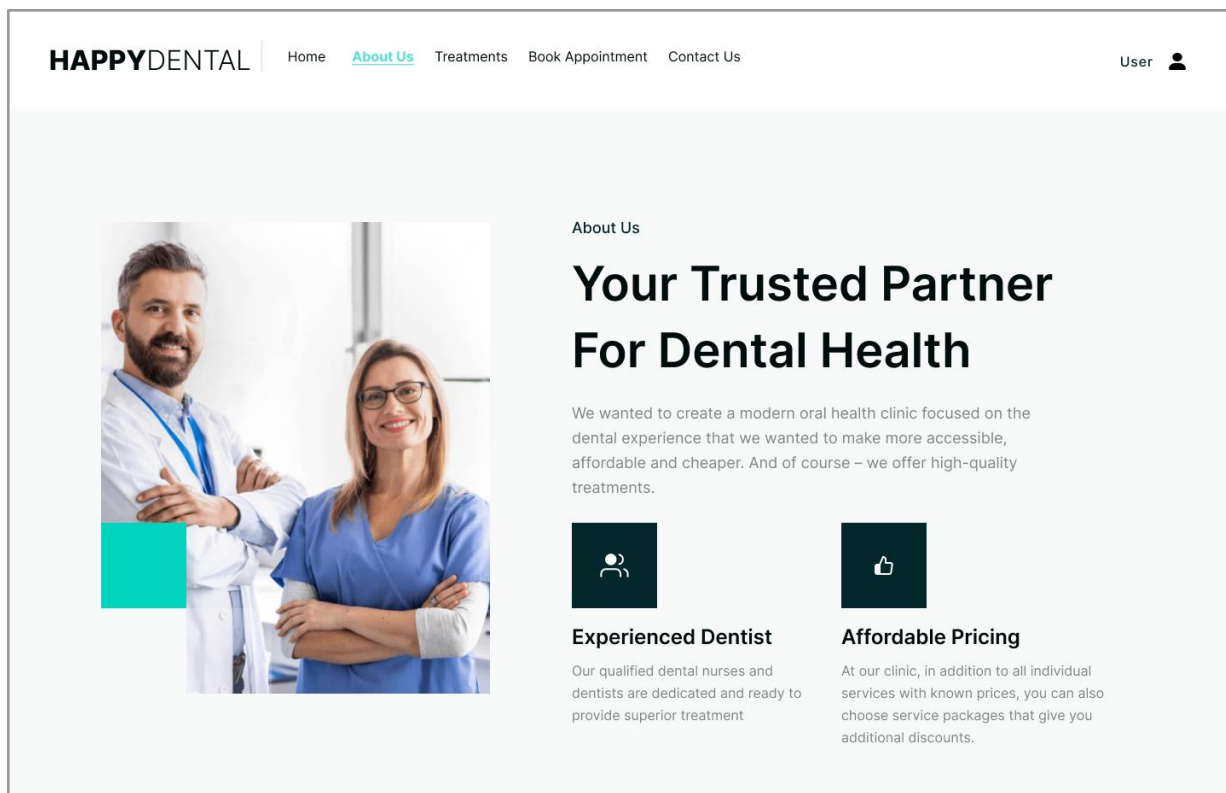 HAPPYDENTAL
Home About Us Treatments Book Appointment Contact Us
User
About Us
Your Trusted Partner
For Dental Health
We wanted to create a modern oral health clinic focused on the
dental experience that we wanted to make more accessible,
affordable and cheaper. And of course – we offer high-quality
treatments.
Experienced Dentist
Our qualified dental nurses and
dentists are dedicated and ready to
provide superior treatment
Affordable Pricing
At our clinic, in addition to all individual
services with known prices, you can also
choose service packages that give you
additional discounts.